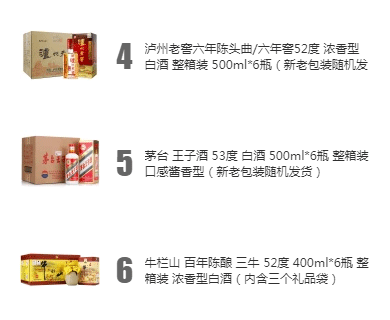 4
泸州老窖六年陈头曲/六年窖52度 浓香型
白酒 整箱装 500ml*6瓶（新老包装随机发
5
茅台 王子酒 53度 白酒 500ml*6瓶 整箱装
口感酱香型（新老包装随机发货）
6
牛栏山 百年陈酿 三牛 52度 400ml*6瓶 整
箱装 浓香型白酒（内含三个礼品袋）